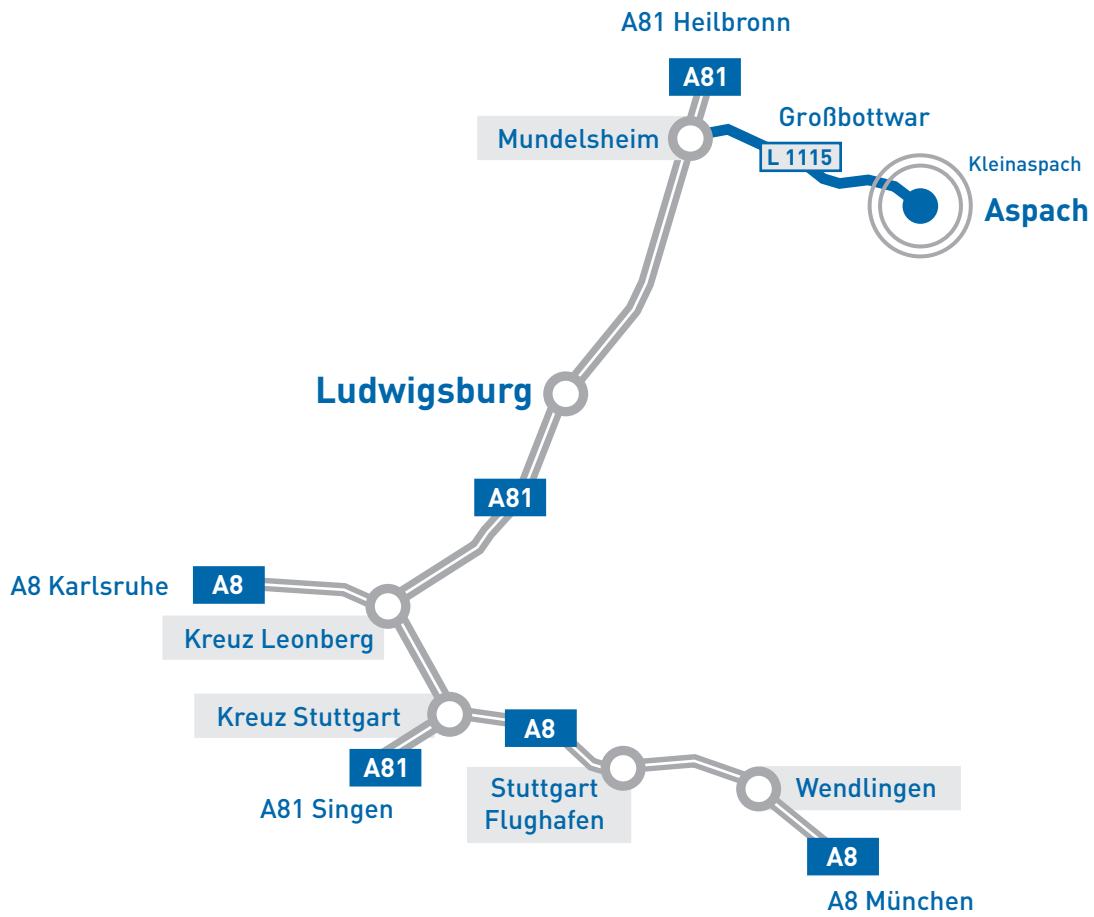 A81 Heilbronn
A81
Großbottwar
Mundelsheim
L 1115
Kleinaspach
Aspach
Ludwigsburg
A81
A8 Karlsruhe
A8
Kreuz Leonberg
Kreuz Stuttgart
A8
A81
A81 Singen
Stuttgart
Flughafen
Wendlingen
A8
A8 München